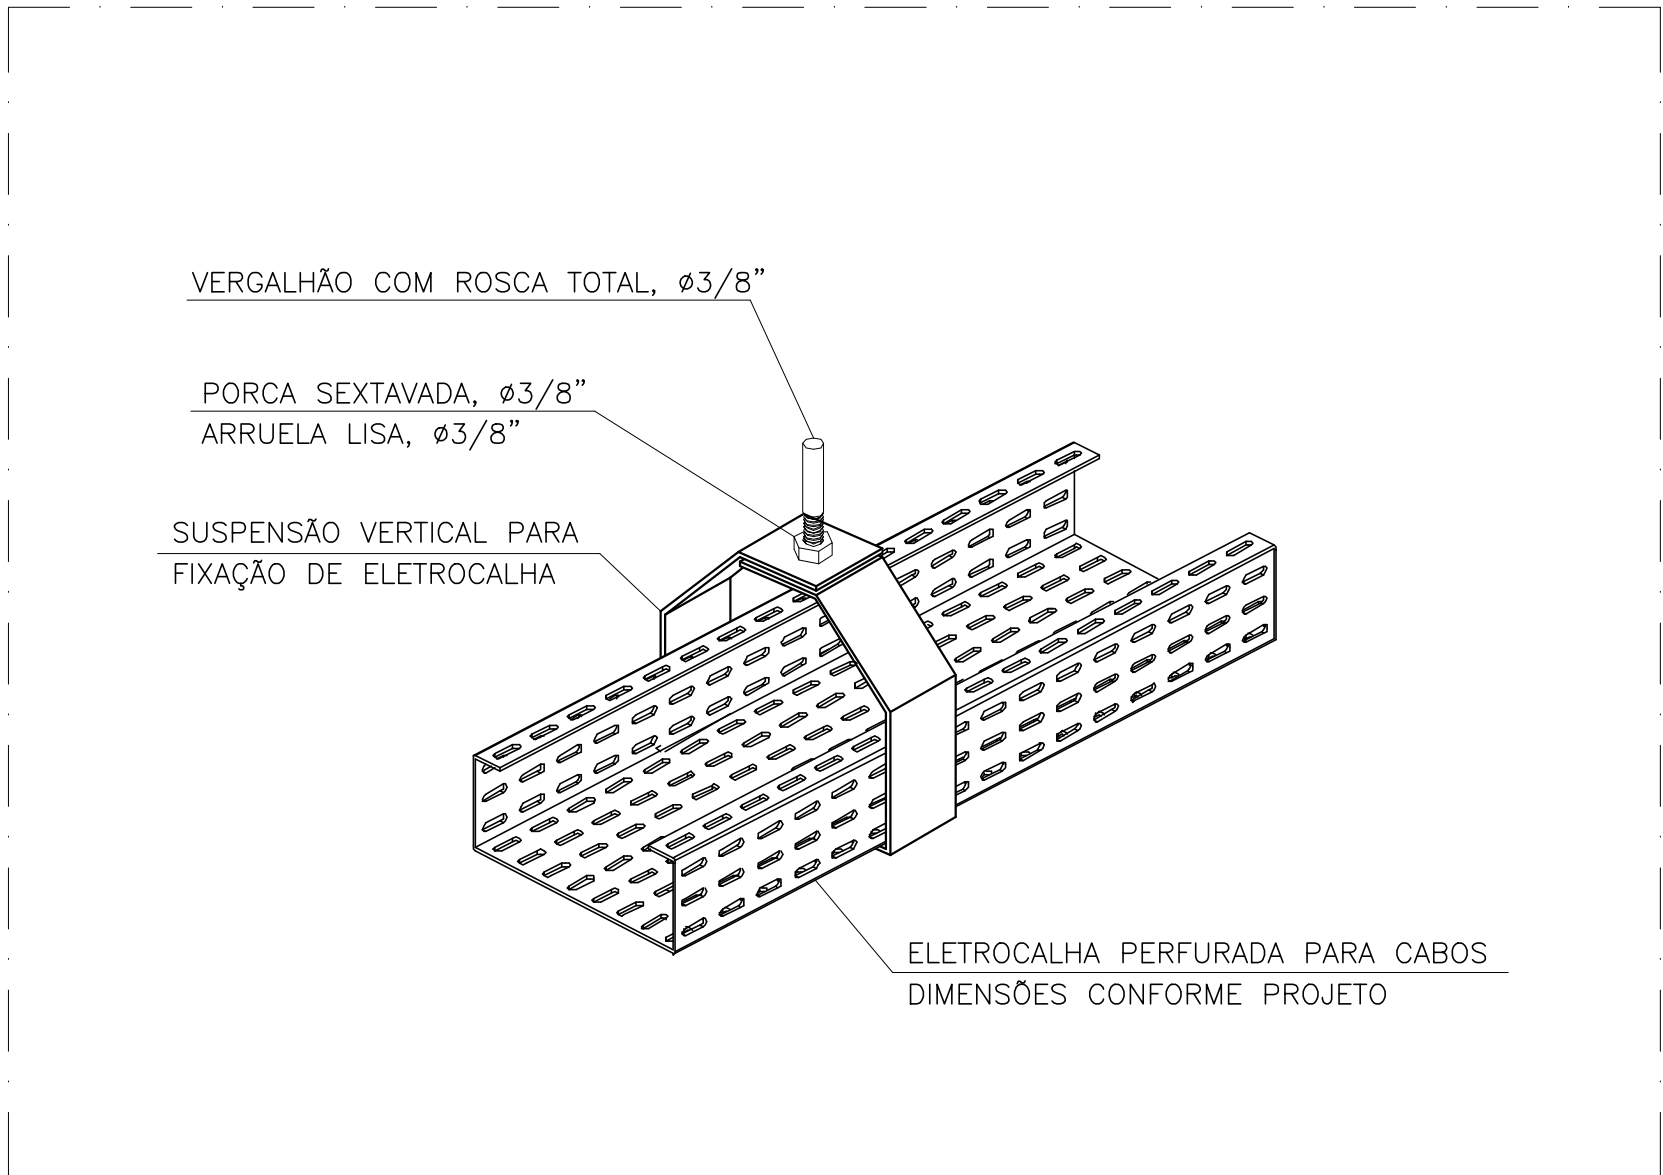 VERGALHÃO COM ROSCA TOTAL, ø3/8”
PORCA SEXTAVADA, ø3/8”
ARRUELA LISA, ø3/8”
SUSPENSÃO VERTICAL PARA
FIXAÇÃO DE ELETROCALHA
ELETROCALHA PERFURADA PARA CABOS
DIMENSÕES CONFORME PROJETO